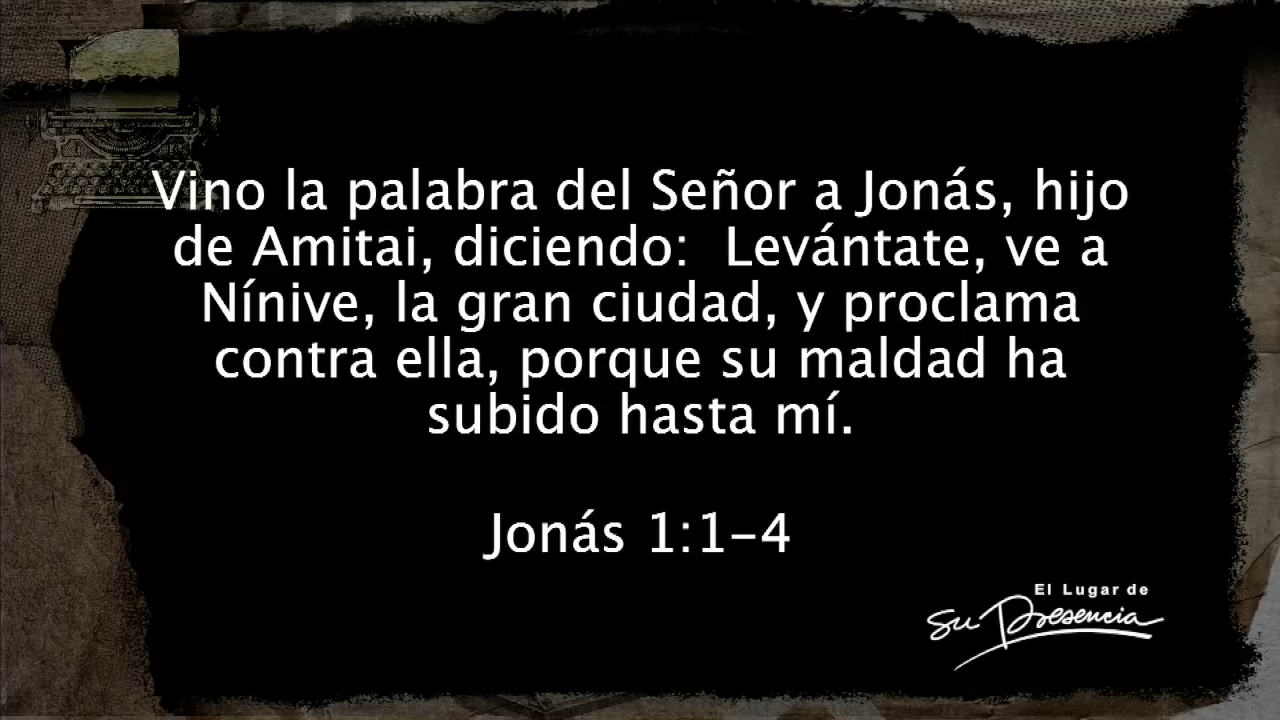 Vino la palabra del Señor a Jonás, hijo
de Amitai, diciendo:  Levántate, ve a
Nínive, la gran ciudad, y proclama
contra ella, porque su maldad ha
subido hasta mí.
Jonás 1:1-4
El Lugar de
Su Presencia